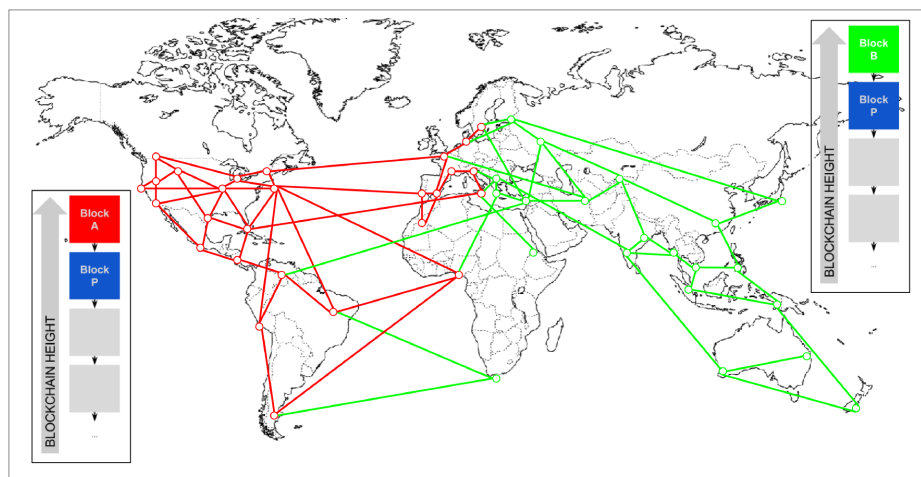 Block
A
Block
P
...
BLOCKCHAIN HEIGHT
Block
B
Block
P
...
BLOCKCHAIN HEIGHT